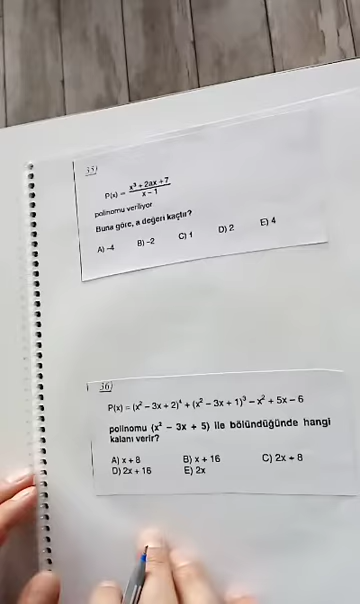 35)
P(x) = x³ + 2ax + 7 / x - 1
polinomu veriliyor
Buna göre, a değeri kaçtır?
A) -4 B) -2 C) 1 D) 2 E) 4
36)
P(x) = (x² - 3x + 2)⁴ + (x² - 3x + 1)³ - x² + 5x - 6
polinomu (x² - 3x + 5) ile bölündüğünde hangi
kalanı verir?
A) x + 8 B) x + 16 C) 2x + 8
D) 2x + 16 E) 2x